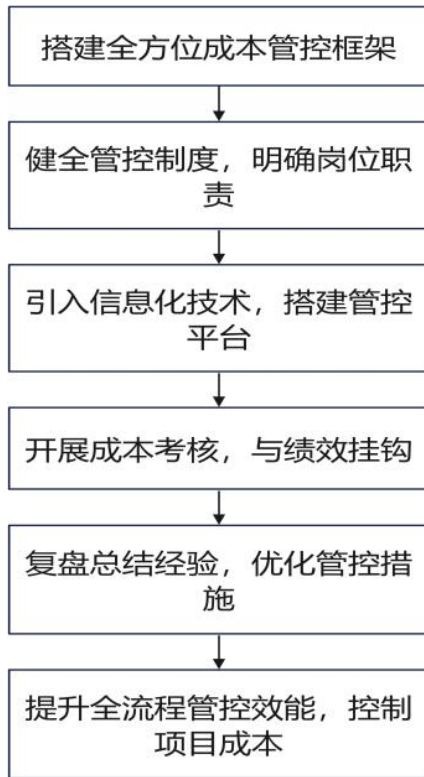 搭建全方位成本管控框架
健全管控制度，明确岗位职
责
引入信息化技术，搭建管控
平台
开展成本考核，与绩效挂钩
复盘总结经验，优化管控措
施
提升全流程管控效能，控制
项目成本